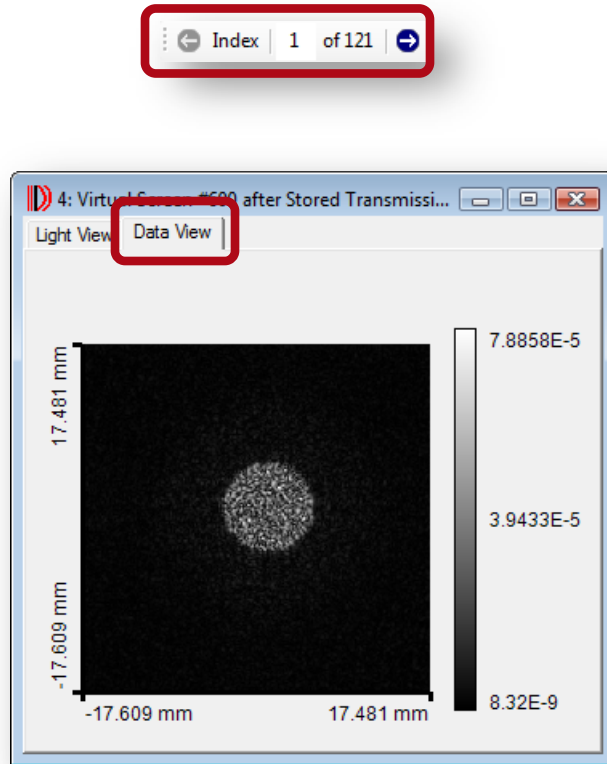 Index 1 of 121
4: Virtual Screen #600 after Stored Transmissi...
Light View Data View
7.8858E-5
17.481 mm
3.9433E-5
-17.609 mm
8.32E-9
-17.609 mm 17.481 mm